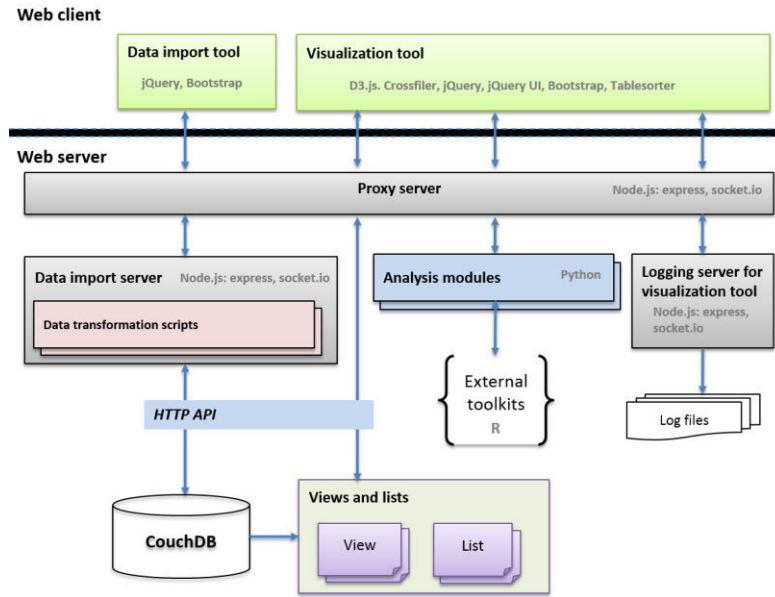 Web client
Data import tool
jQuery, Bootstrap
Visualization tool
D3.js. Crossfiler, jQuery, jQuery UI, Bootstrap, Tablesorter
Web server
Proxy server
Node.js: express, socket.io
Data import server
Node.js: express, socket.io
Data transformation scripts
Analysis modules
Python
Logging server for
visualization tool
Node.js: express,
socket.io
External
toolkits
R
Log files
HTTP API
CouchDB
Views and lists
View
List